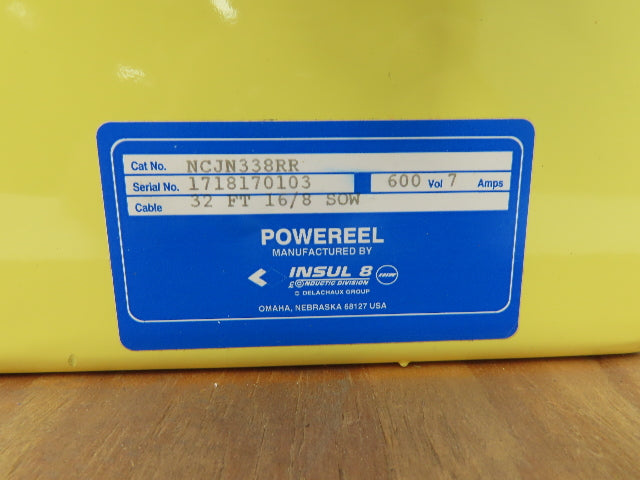 Cat No. NCJN338RR
Serial No. 1718170103 600 Vol 7 Amps
Cable 32 FT 16/8 SOW
POWEREEL
MANUFACTURED BY
INSUL 8
CONDUCTIC DIVISION
DELACHAUX GROUP
OMAHA, NEBRASKA 68127 USA